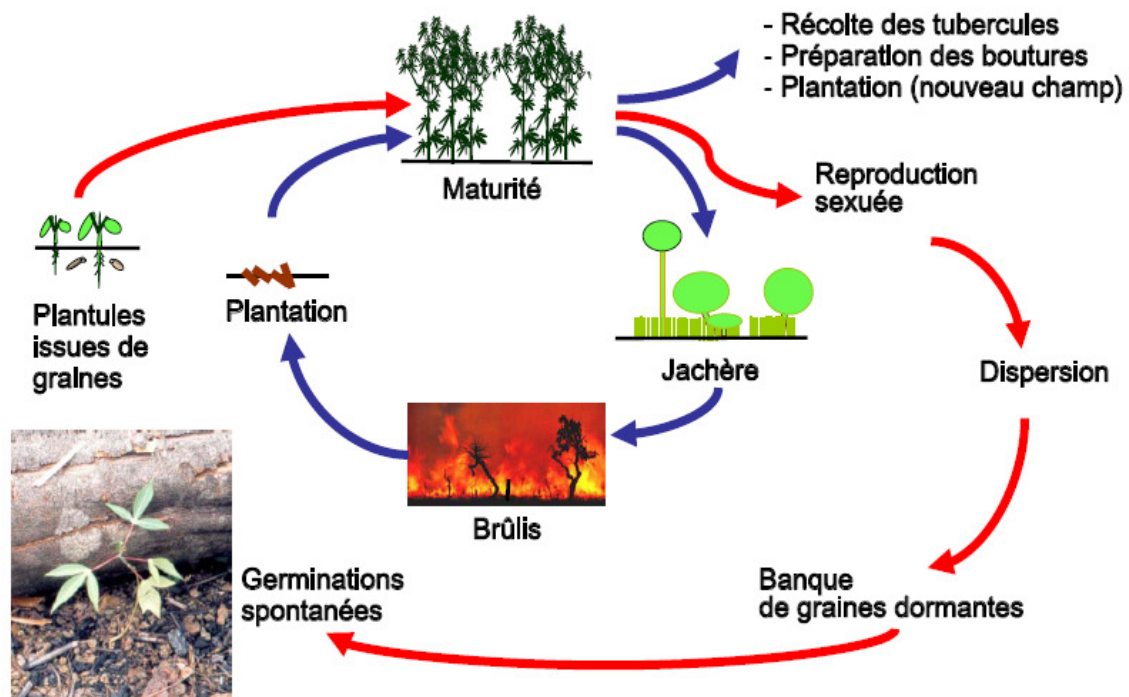 - Récolte des tubercules
- Préparation des boutures
- Plantation (nouveau champ)
Maturité
Reproduction
sexuée
Plantules
issues de
graînes
Plantation
Jachère
Dispersion
Brûlis
Germinations
spontanées
Banque
de graines dormantes